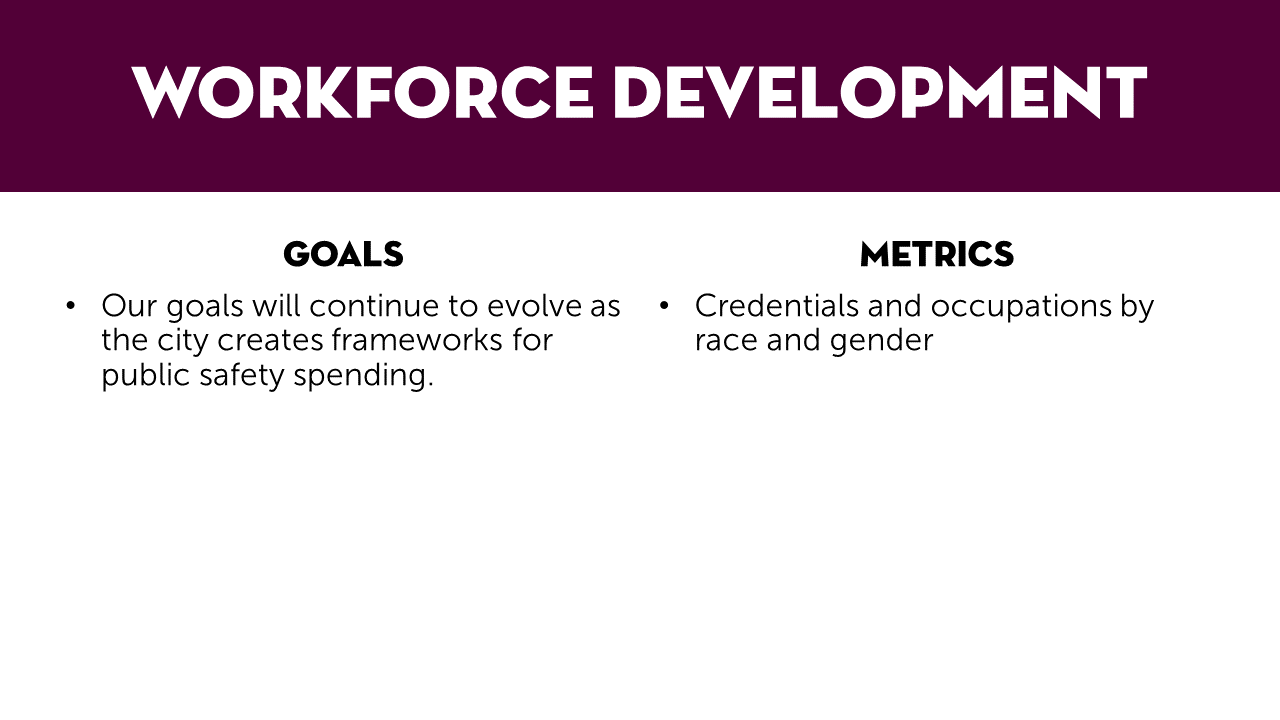 WORKFORCE DEVELOPMENT
GOALS
• Our goals will continue to evolve as
the city creates frameworks for
public safety spending.
METRICS
• Credentials and occupations by
race and gender